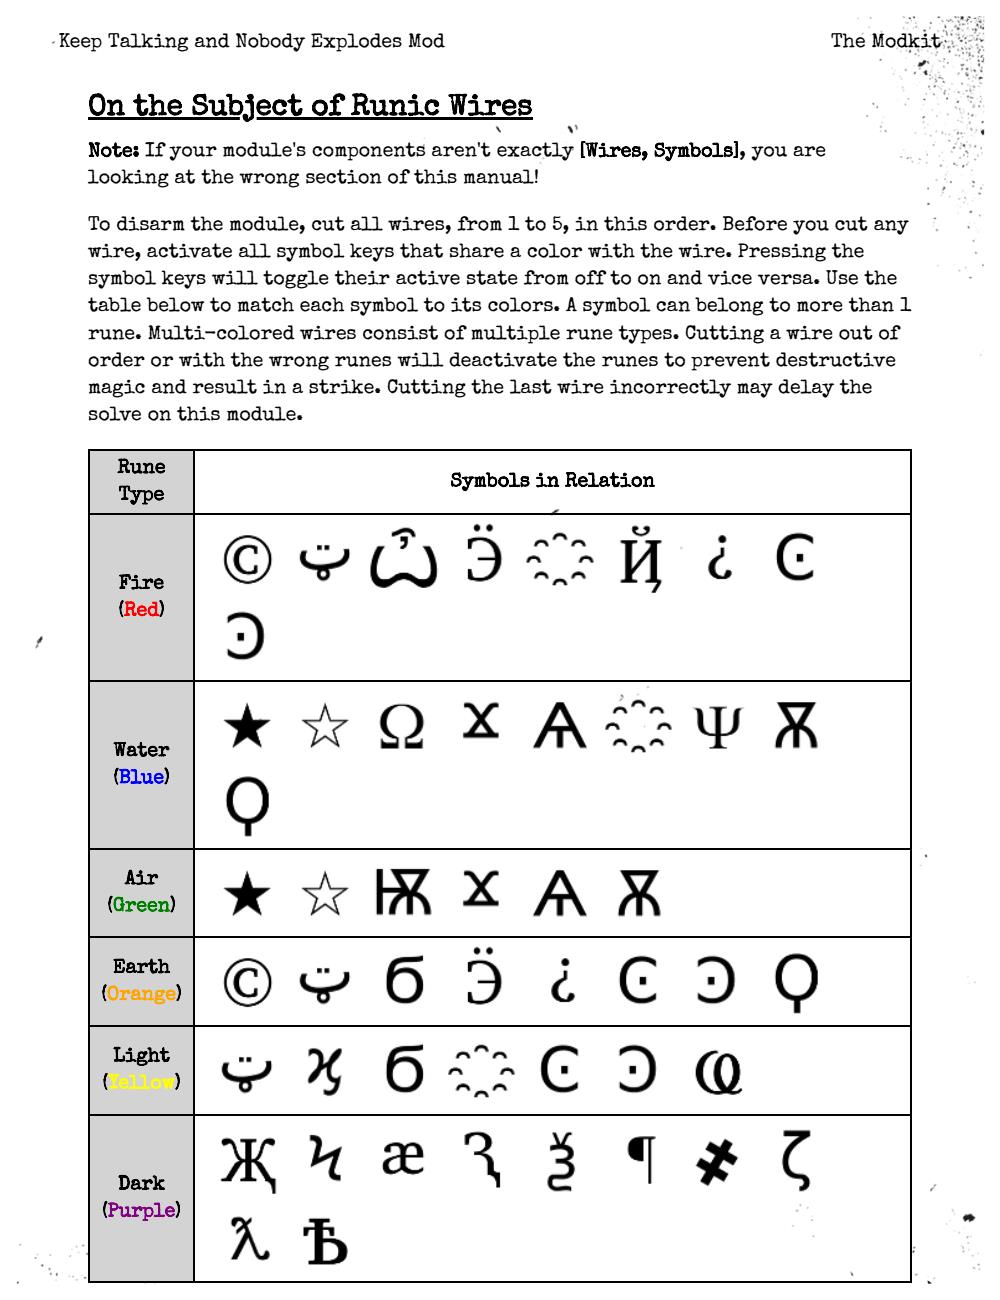 Keep Talking and Nobody Explodes Mod The Modkit
On the Subject of Runic Wires
Note: If your module's components aren't exactly [Wires, Symbols], you are
looking at the wrong section of this manual!
To disarm the module, cut all wires, from 1 to 5, in this order. Before you cut any
wire, activate all symbol keys that share a color with the wire. Pressing the
symbol keys will toggle their active state from off to on and vice versa. Use the
table below to match each symbol to its colors. A symbol can belong to more than 1
rune. Multi-colored wires consist of multiple rune types. Cutting a wire out of
order or with the wrong runes will deactivate the runes to prevent destructive
magic and result in a strike. Cutting the last wire incorrectly may delay the
solve on this module.
Rune
Type
Symbols in Relation
Fire
(Red)
© ټ Ѽ Ӭ ҈ Ҋ ¿ Ͼ
Ͽ
Water
(Blue)
★ ☆ Ω Ϫ Ѧ ҈ Ψ Ѫ
Ϙ
Air
(Green)
★ ☆ Ѭ Ϫ Ѧ Ѫ
Earth
(Orange)
© ټ б Ӭ ¿ Ͼ Ͽ Ϙ
Light
(Yellow)
ټ ϗ б ҈ Ͼ Ͽ Ҩ
Dark
(Purple)
Җ Ϟ æ Ԇ Ѯ ¶ ҂ ζ
ƛ Ѣ